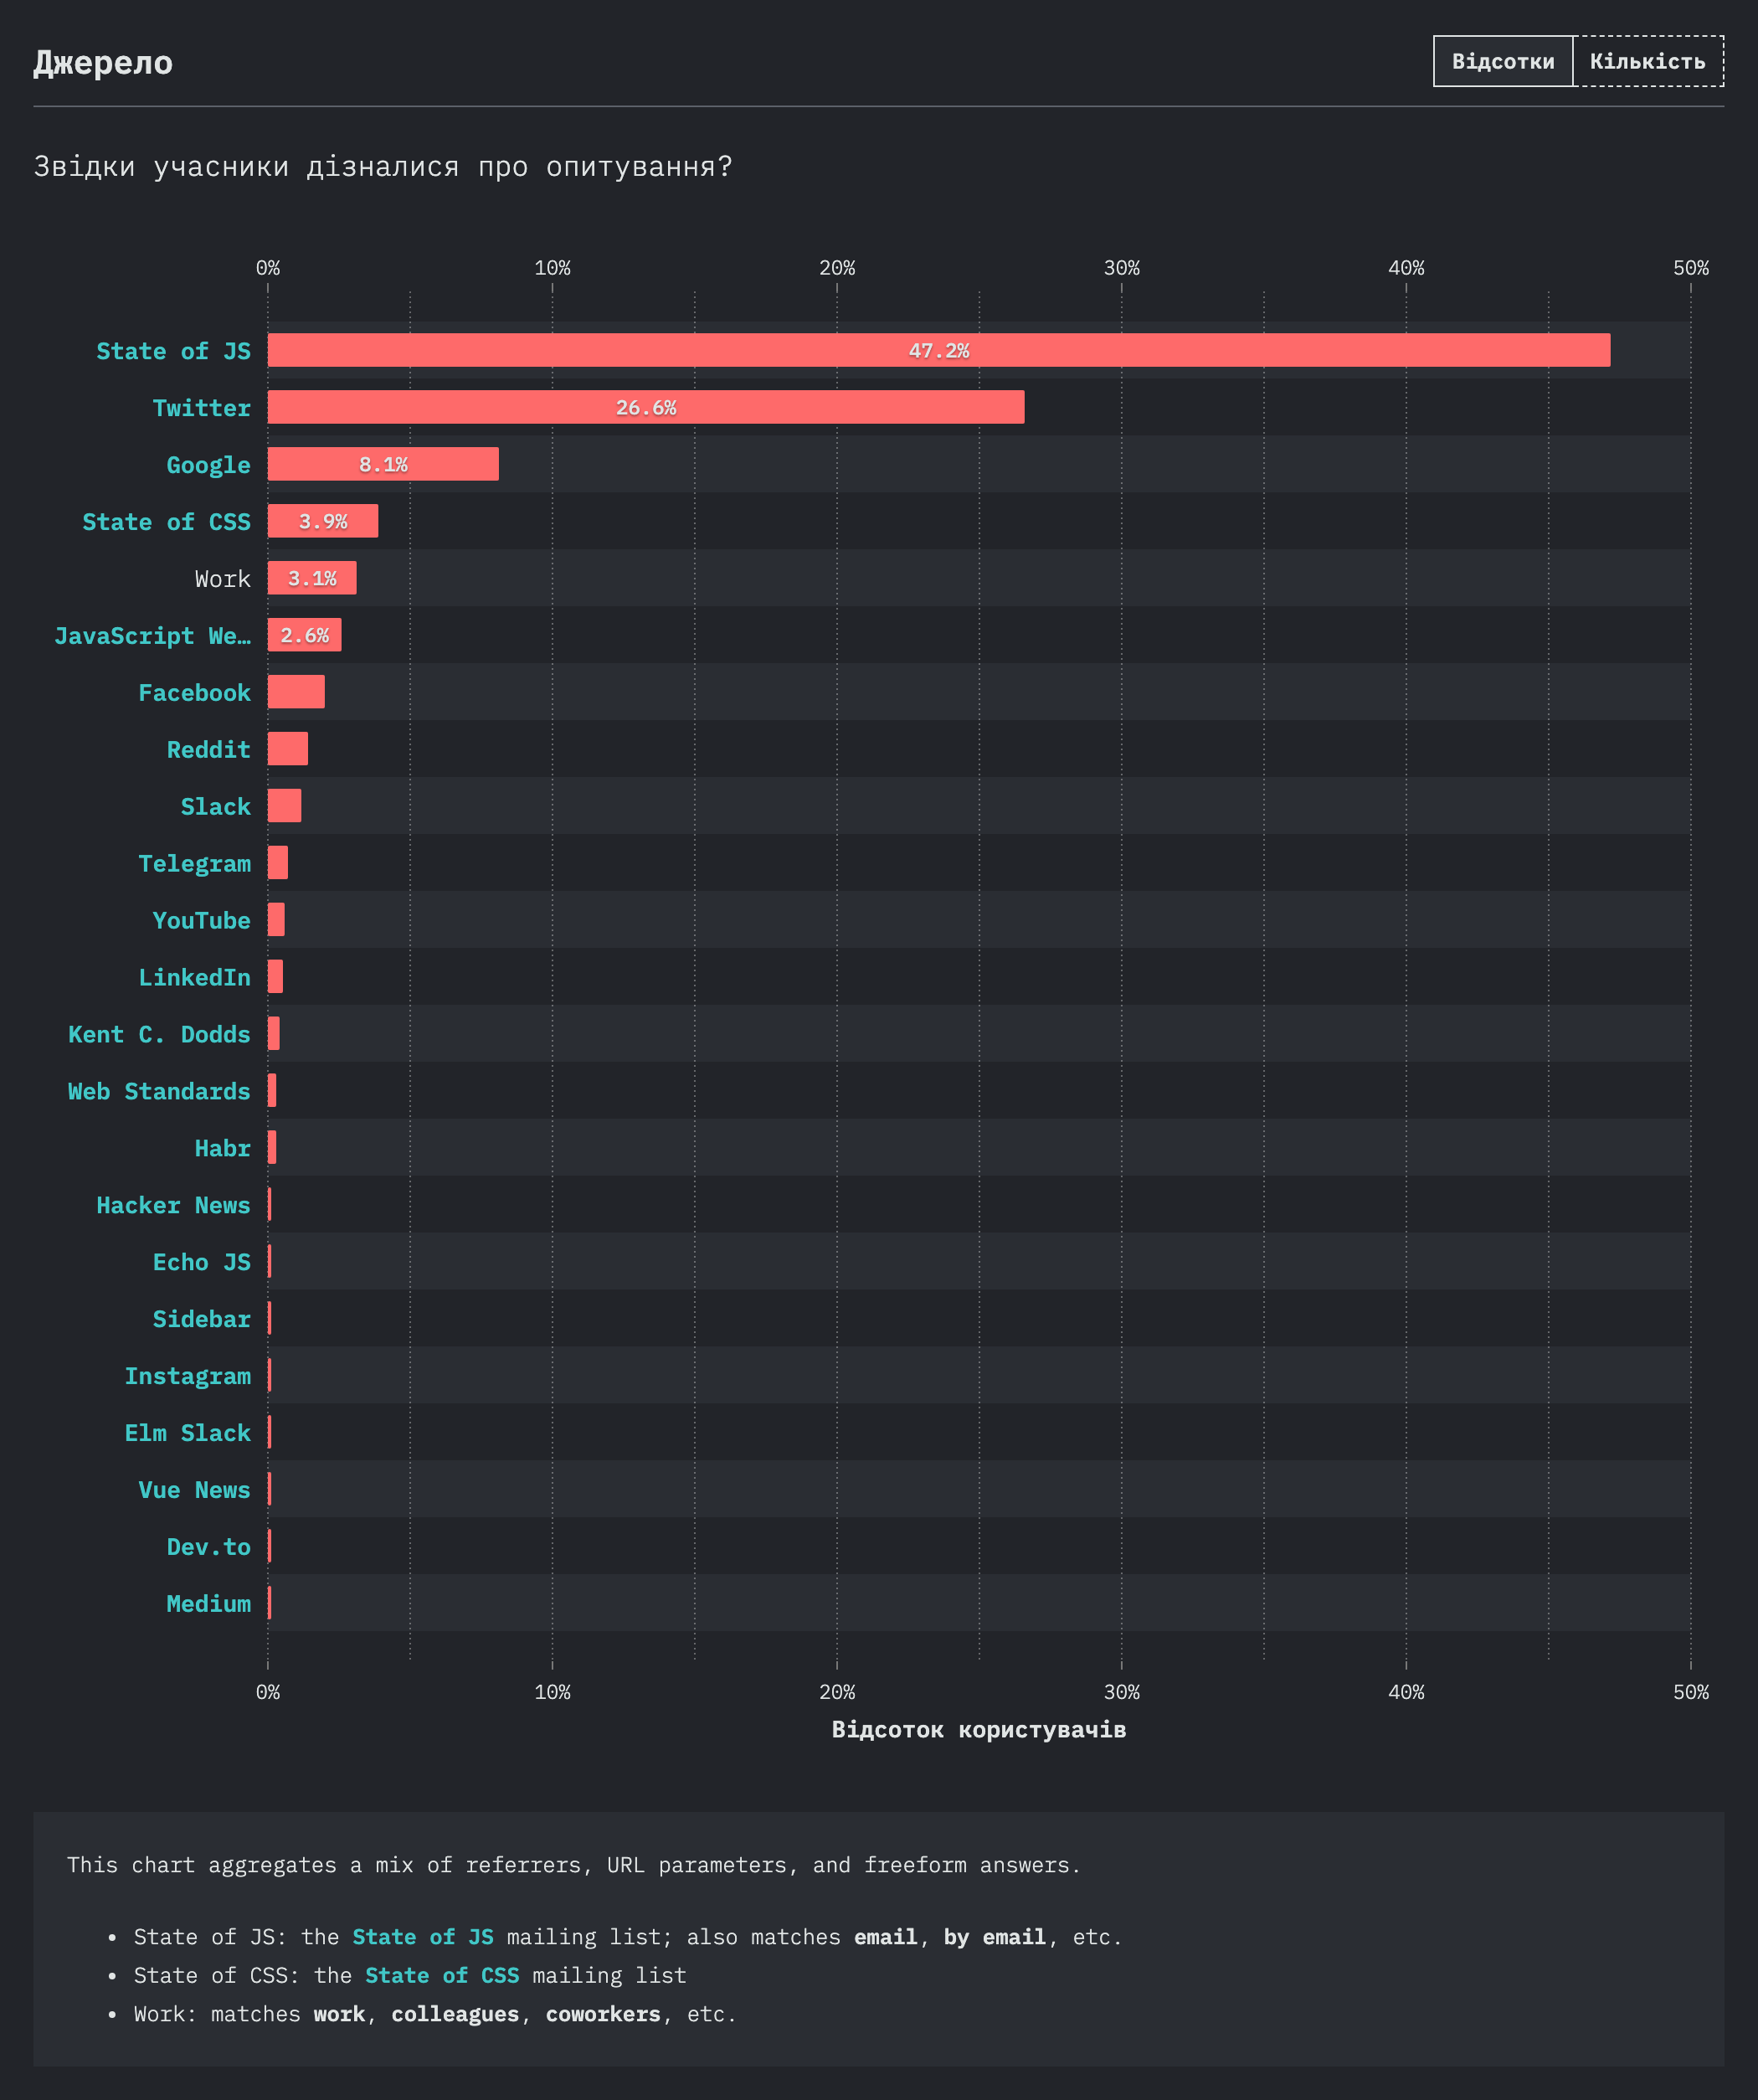 Джерело
Відсотки Кількість
Звідки учасники дізналися про опитування?
0% 10% 20% 30% 40% 50%
State of JS 47.2%
Twitter 26.6%
Google 8.1%
State of CSS 3.9%
Work 3.1%
JavaScript We… 2.6%
Facebook
Reddit
Slack
Telegram
YouTube
LinkedIn
Kent C. Dodds
Web Standards
Habr
Hacker News
Echo JS
Sidebar
Instagram
Elm Slack
Vue News
Dev.to
Medium
0% 10% 20% 30% 40% 50%
Відсоток користувачів
This chart aggregates a mix of referrers, URL parameters, and freeform answers.
• State of JS: the State of JS mailing list; also matches email, by email, etc.
• State of CSS: the State of CSS mailing list
• Work: matches work, colleagues, coworkers, etc.